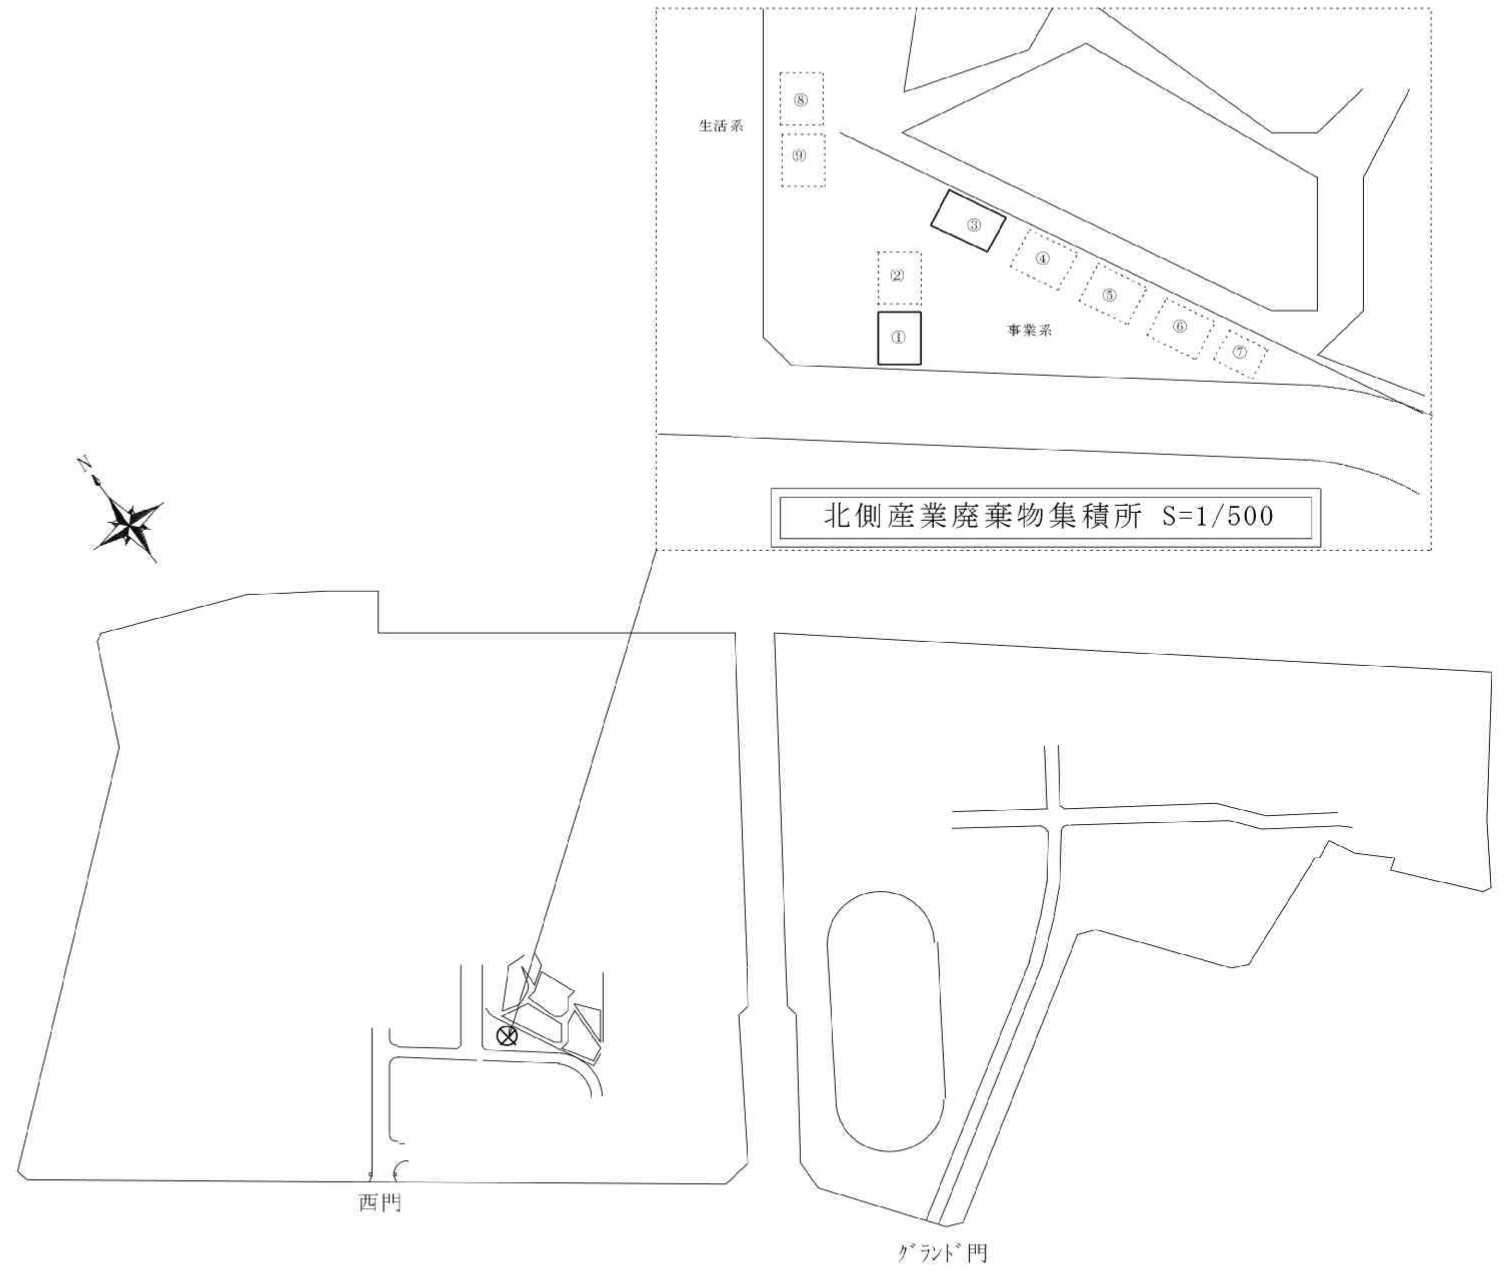 ⑧
生活系
⑨
③
④
②
⑤
⑥
事業系
①
⑦
N
北側産業廃棄物集積所 S=1/500
西門
グランド門